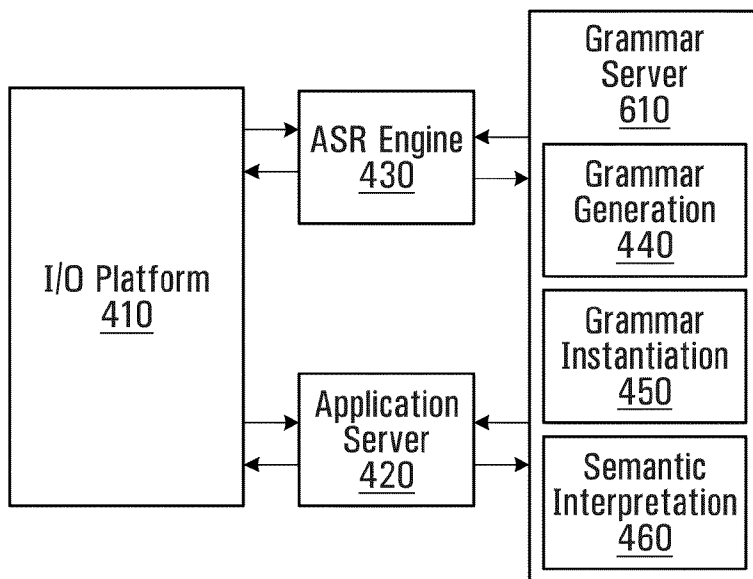 I/O Platform
410
ASR Engine
430
Application
Server
420
Grammar
Server
610
Grammar
Generation
440
Grammar
Instantiation
450
Semantic
Interpretation
460